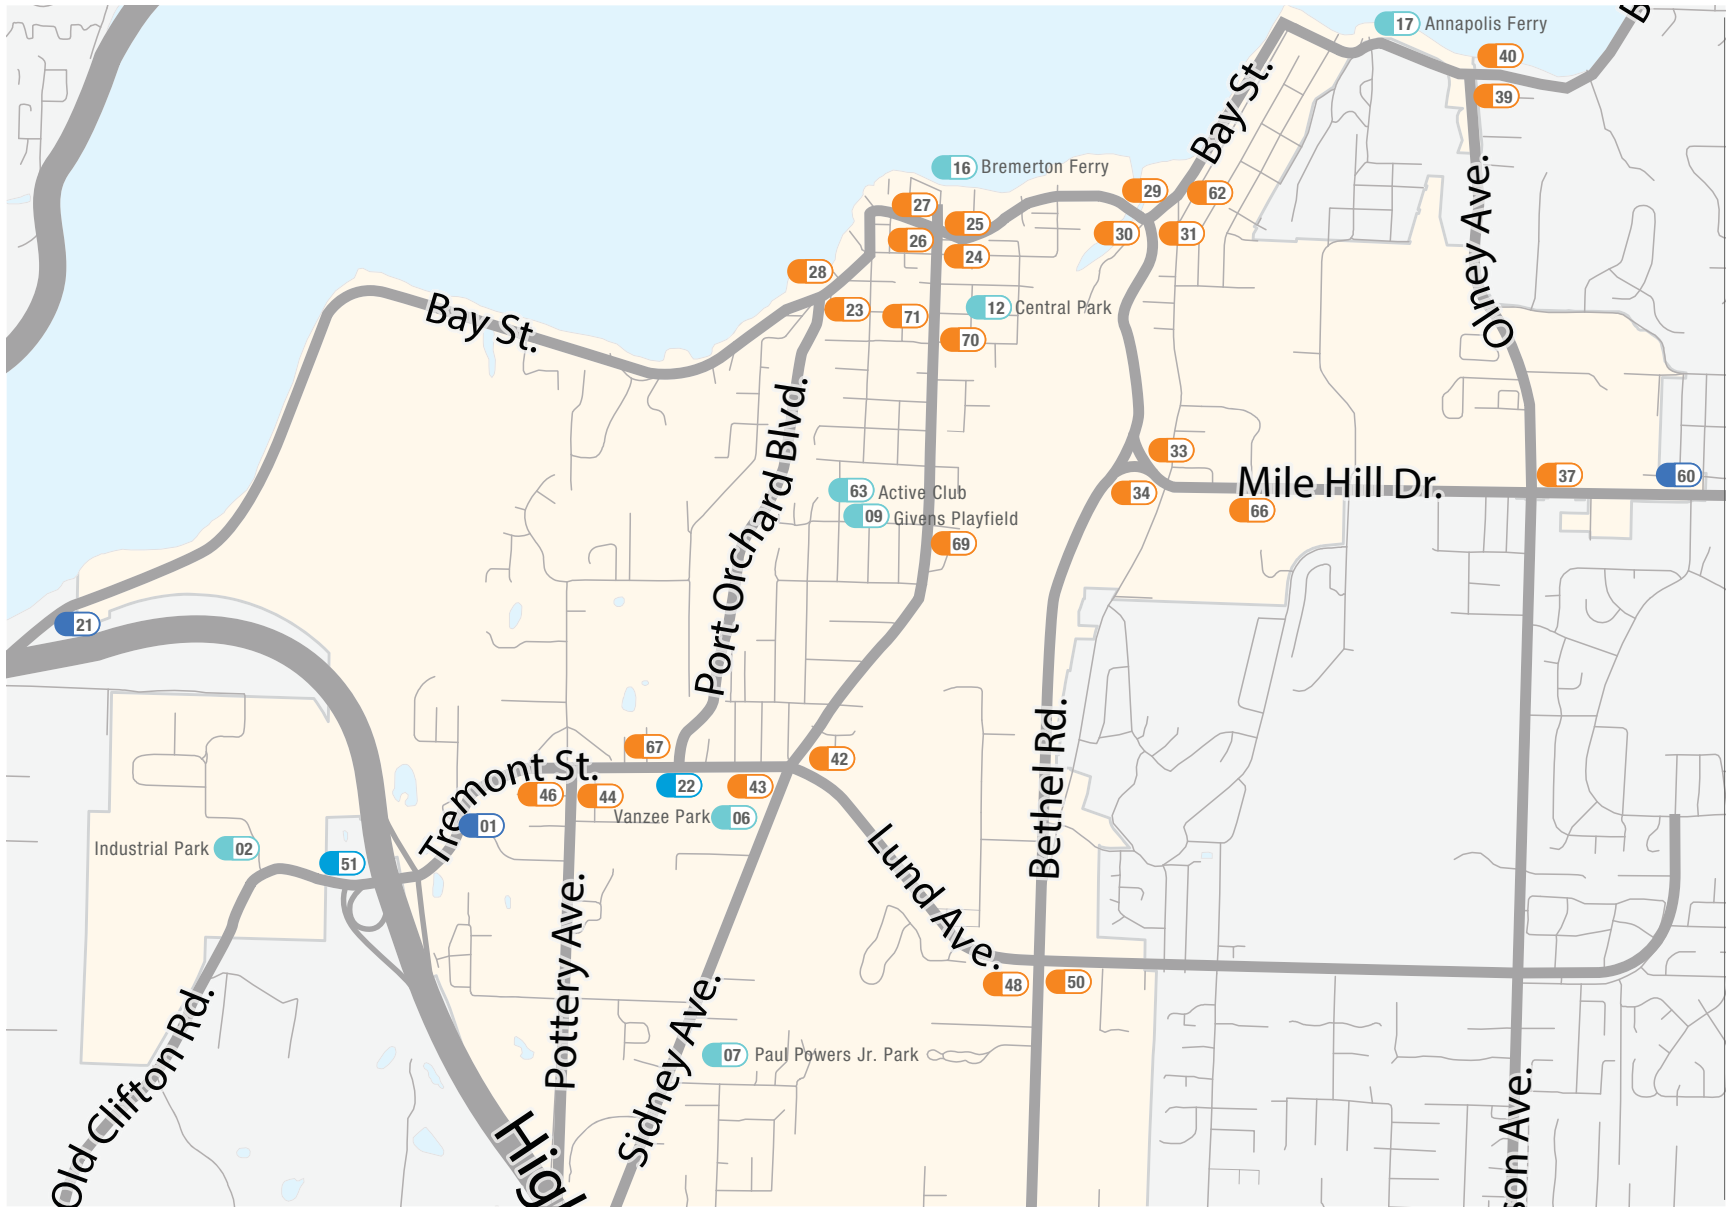 17 Annapolis Ferry
B
40
39
Bay St.
16 Bremerton Ferry
29
62
27
25
30
31
26
24
Olney Ave.
28
23
71
12 Central Park
70
Bay St.
Port Orchard Blvd.
33
37
60
Mile Hill Dr.
63 Active Club
34
66
09 Givens Playfield
69
21
Bethel Rd.
67
42
Tremont St.
22
43
46
44
Vanzee Park 06
01
Industrial Park 02
51
Lund Ave.
Pottery Ave.
48
50
Sidney Ave.
Old Clifton Rd.
07 Paul Powers Jr. Park
High
son Ave.